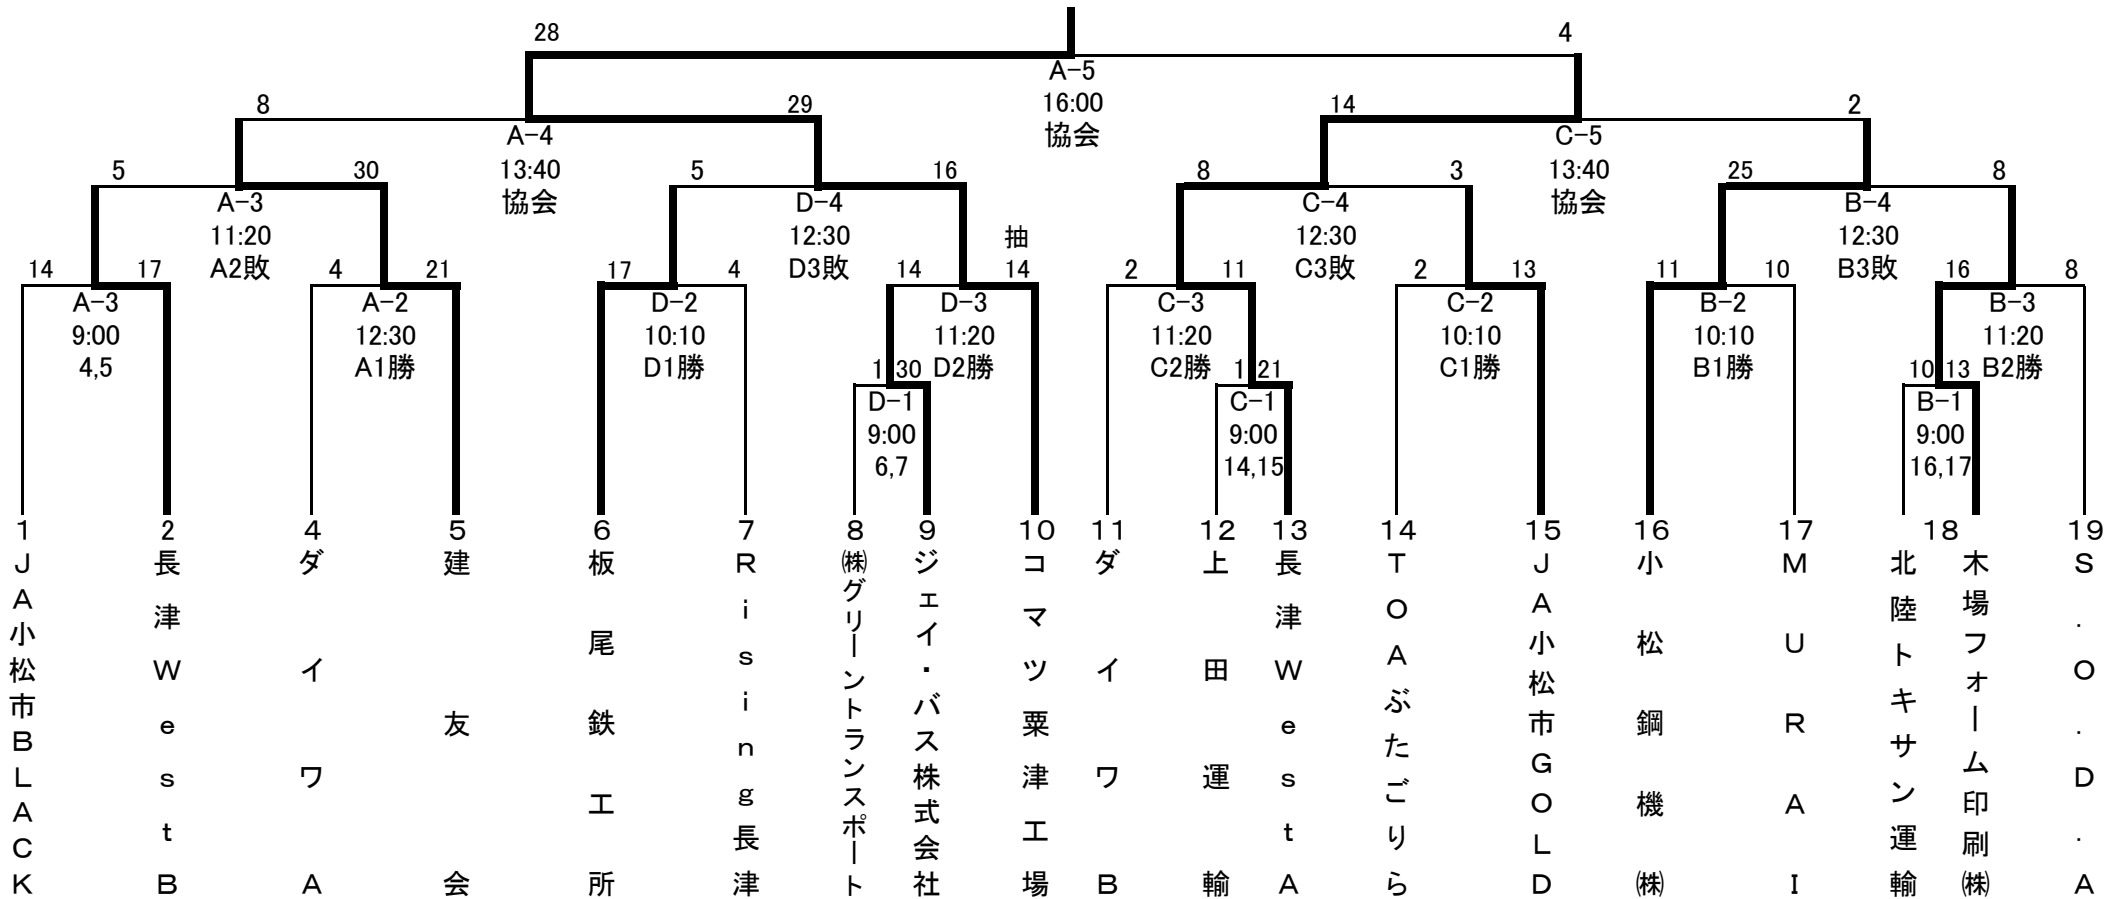 28
4
A-5
16:00
協会
8
29
14
2
A-4
13:40
協会
C-5
13:40
協会
5
30
5
16
8
3
25
8
A-3
11:20
A2敗
D-4
12:30
D3敗
C-4
12:30
C3敗
B-4
12:30
B3敗
抽
14
17
4
21
17
4
14
14
2
11
2
13
11
10
16
8
A-3
9:00
4,5
A-2
12:30
A1勝
D-2
10:10
D1勝
D-3
11:20
D2勝
C-3
11:20
C2勝
C-2
10:10
C1勝
B-2
10:10
B1勝
B-3
11:20
B2勝
1
30
1
21
10
13
D-1
9:00
6,7
C-1
9:00
14,15
B-1
9:00
16,17
1
2
4
5
6
7
8
9
10
11
12
13
14
15
16
17
18
19
JA小松市BLACK
長津WestB
ダイワA
建友会
板尾鉄工所
Rising長津
㈱グリーントランスポート
ジェイ・バス株式会社
コマツ粟津工場
ダイワB
上田運輸
長津WestA
TOAぶたごりら
JA小松市GOLD
小松鋼機㈱
MURAI
北陸トキサン運輸
木場フォーム印刷㈱
S.O.D.A